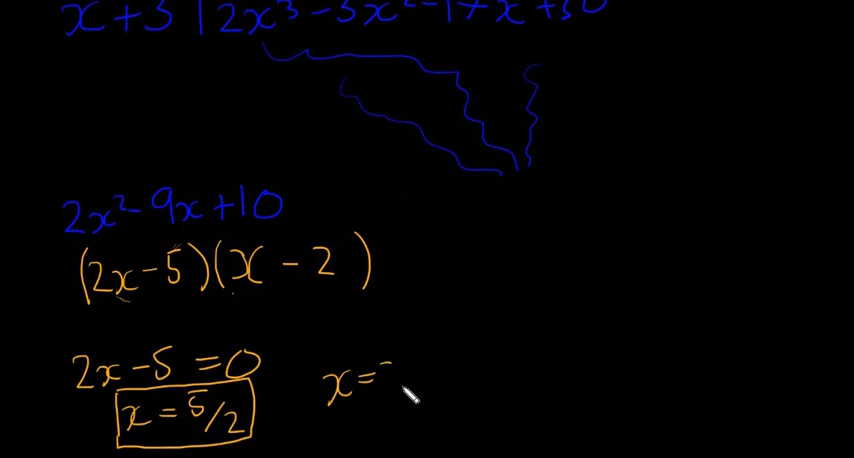 x+3 | 2x³-3x²-17x+30
2x²-9x+10
(2x-5)(x-2)
2x-5=0
x=5/2
x=